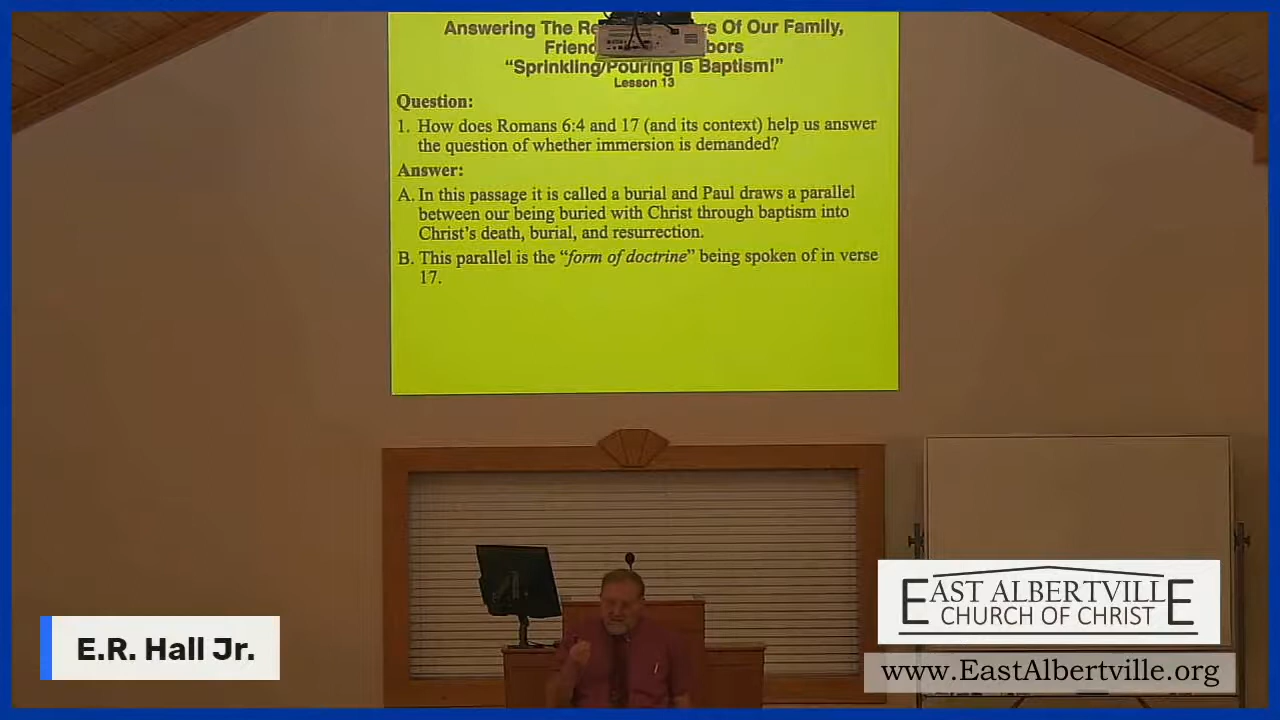 Answering The Re s Of Our Family,
Frien bors
“Sprinkling/Pouring Is Baptism!”
Lesson 13
Question:
1. How does Romans 6:4 and 17 (and its context) help us answer
the question of whether immersion is demanded?
Answer:
A. In this passage it is called a burial and Paul draws a parallel
between our being buried with Christ through baptism into
Christ’s death, burial, and resurrection.
B. This parallel is the “form of doctrine” being spoken of in verse
17.
EAST ALBERTVILLE
CHURCH OF CHRIST
E.R. Hall Jr.
www.EastAlbertville.org